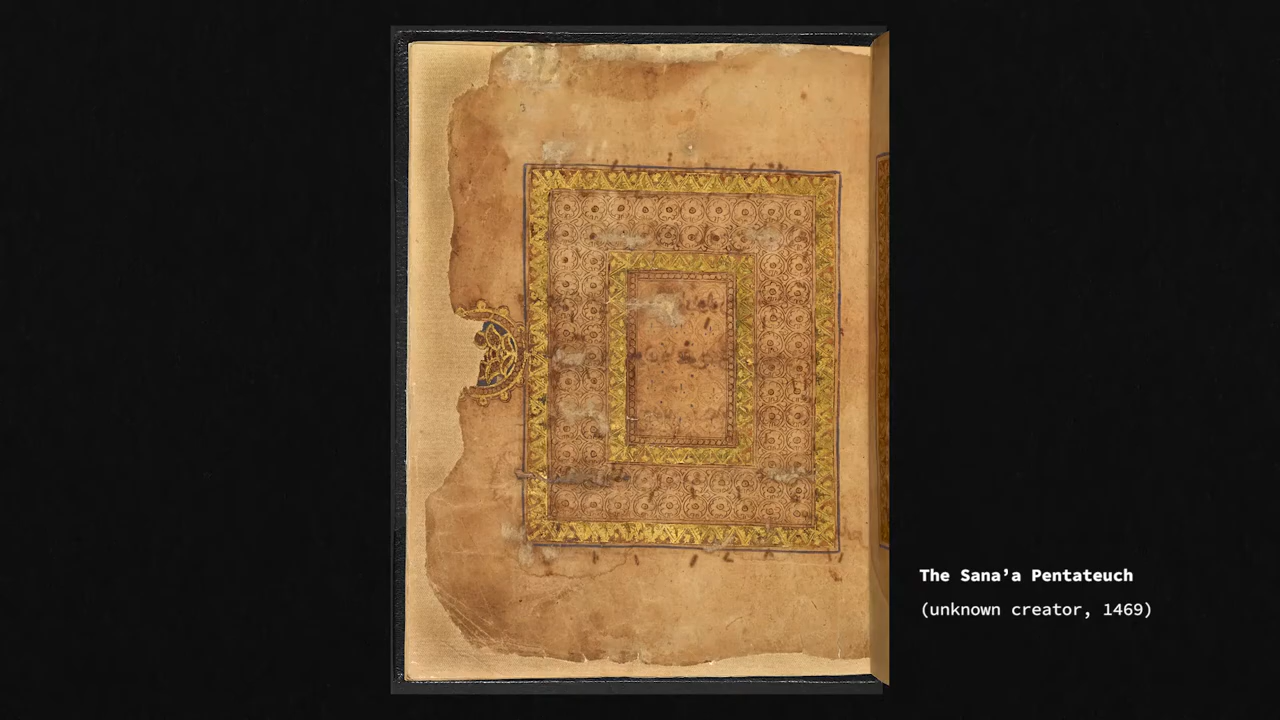 The Sana’a Pentateuch
(unknown creator, 1469)